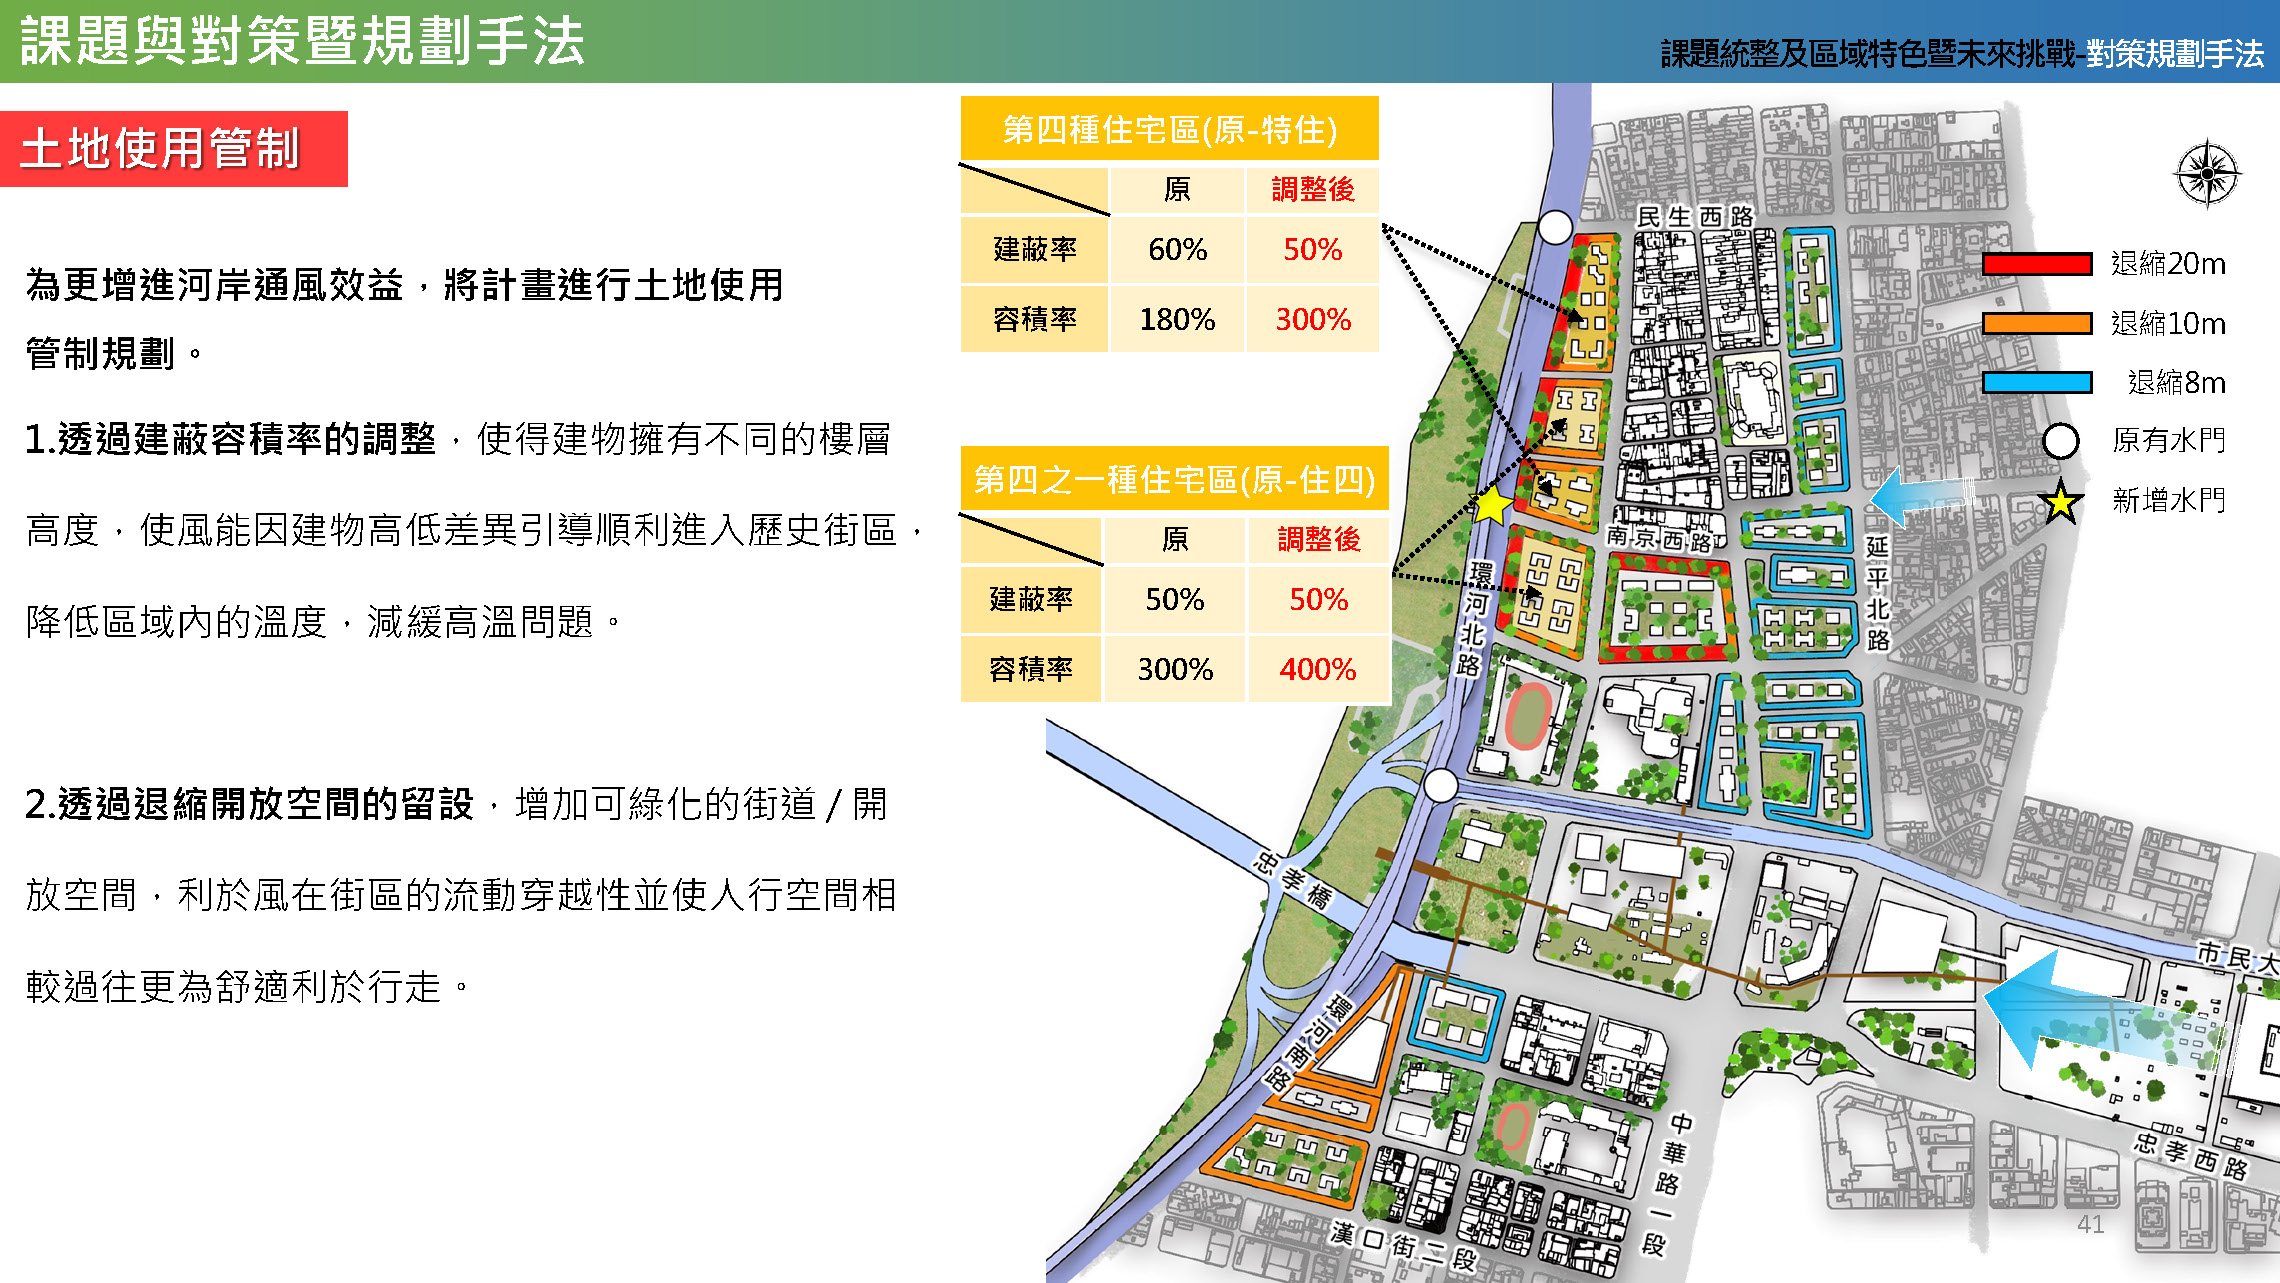 課題與對策暨規劃手法
課題統整及區域特色暨未來挑戰-對策規劃手法
土地使用管制
為更增進河岸通風效益，將計畫進行土地使用
管制規劃。
1.透過建蔽容積率的調整，使得建物擁有不同的樓層
高度，使風能因建物高低差異引導順利進入歷史街區，
降低區域內的溫度，減緩高溫問題。
2.透過退縮開放空間的留設，增加可綠化的街道/開
放空間，利於風在街區的流動穿越性並使人行空間相
較過往更為舒適利於行走。
第四種住宅區(原-特住)
原 調整後
建蔽率 60% 50%
容積率 180% 300%
第四之一種住宅區(原-住四)
原 調整後
建蔽率 50% 50%
容積率 300% 400%
退縮20m
退縮10m
退縮8m
原有水門
新增水門
民生西路
南京西路
延平北路
環河北路
忠孝橋
環河南路
市民大
中華路一段
忠孝西路
漢口街二段
41